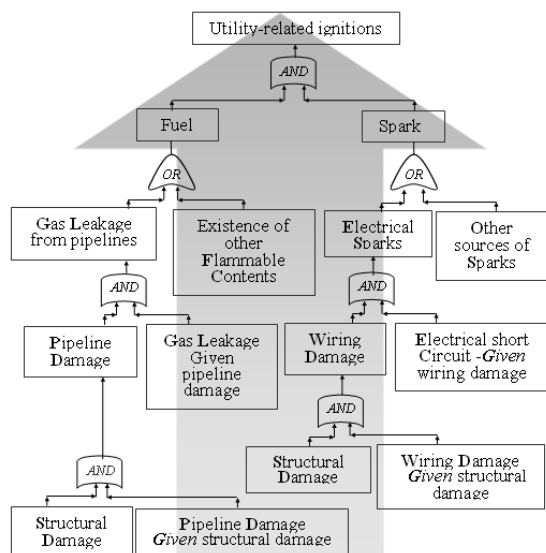 Utility-related ignitions
AND
Fuel
Spark
OR
OR
Gas Leakage
from pipelines
Existence of
other
Flammable
Contents
Electrical
Sparks
Other
sources of
Sparks
AND
AND
Pipeline
Damage
Gas Leakage
Given
pipeline
damage
Wiring
Damage
Electrical short
Circuit -Given
wiring damage
AND
Structural
Damage
Wiring Damage
Given structural
damage
AND
Structural
Damage
Pipeline Damage
Given structural damage